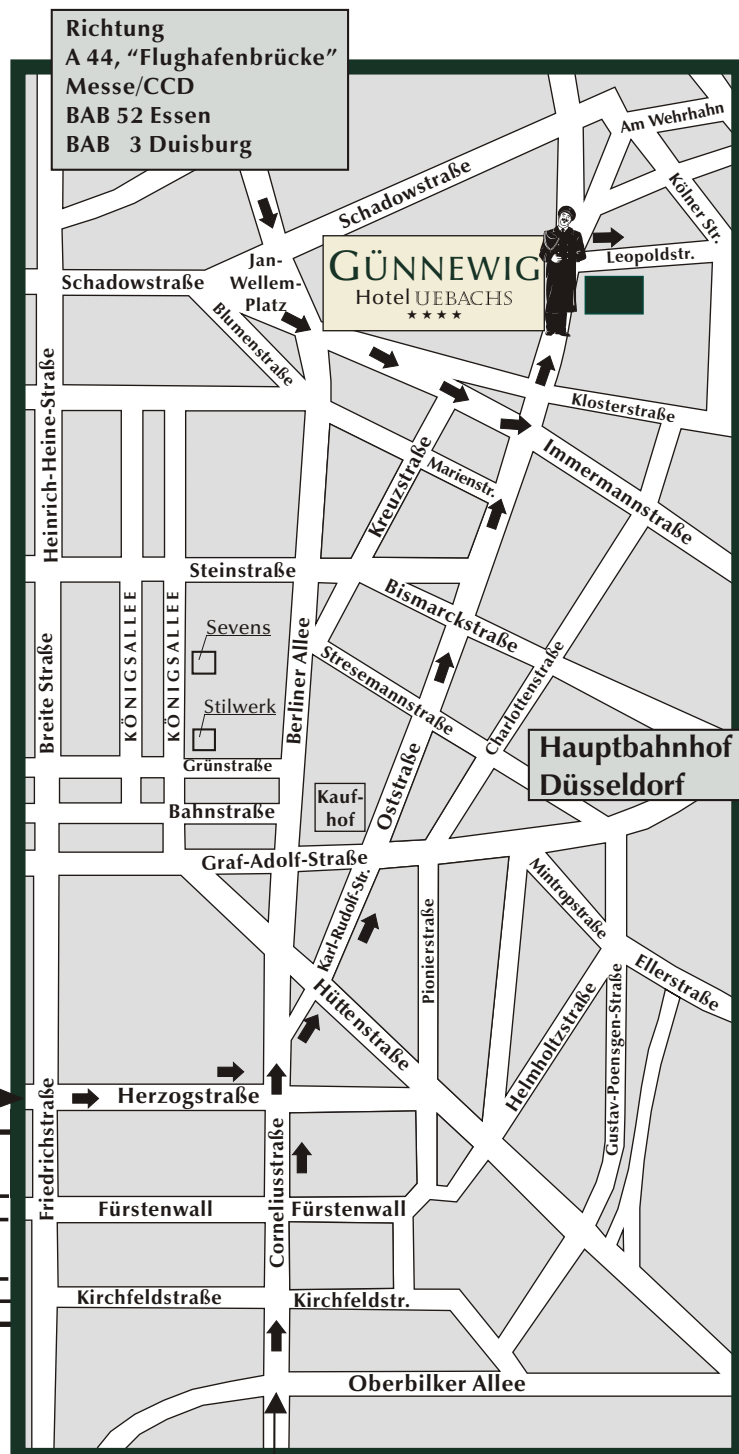 Richtung
A 44, “Flughafenbrücke”
Messe/CCD
BAB 52 Essen
BAB 3 Duisburg
Am Wehrhahn
Schadowstraße
Kölner Str.
Jan-
Wellem-
Platz
GÜNNEWIG
Hotel UEBACHS
★★★★
Leopoldstr.
Schadowstraße
Blumenstraße
Heinrich-Heine-Straße
Klosterstraße
Kreuzstraße
Marienstr.
Immermannstraße
Steinstraße
Bismarckstraße
KÖNIGSALLEE
KÖNIGSALLEE
Sevens
Berliner Allee
Stresemannstraße
Charlottenstraße
Breite Straße
Stilwerk
Grünstraße
Hauptbahnhof
Düsseldorf
Kauf-
hof
Oststraße
Bahnstraße
Graf-Adolf-Straße
Karl-Rudolf-Str.
Pionierstraße
Mintropstraße
Ellerstraße
Hüttenstraße
Helmholtzstraße
Gustav-Poensgen-Straße
Herzogstraße
Friedrichstraße
Corneliusstraße
Fürstenwall
Fürstenwall
Kirchfeldstraße
Kirchfeldstr.
Oberbilker Allee